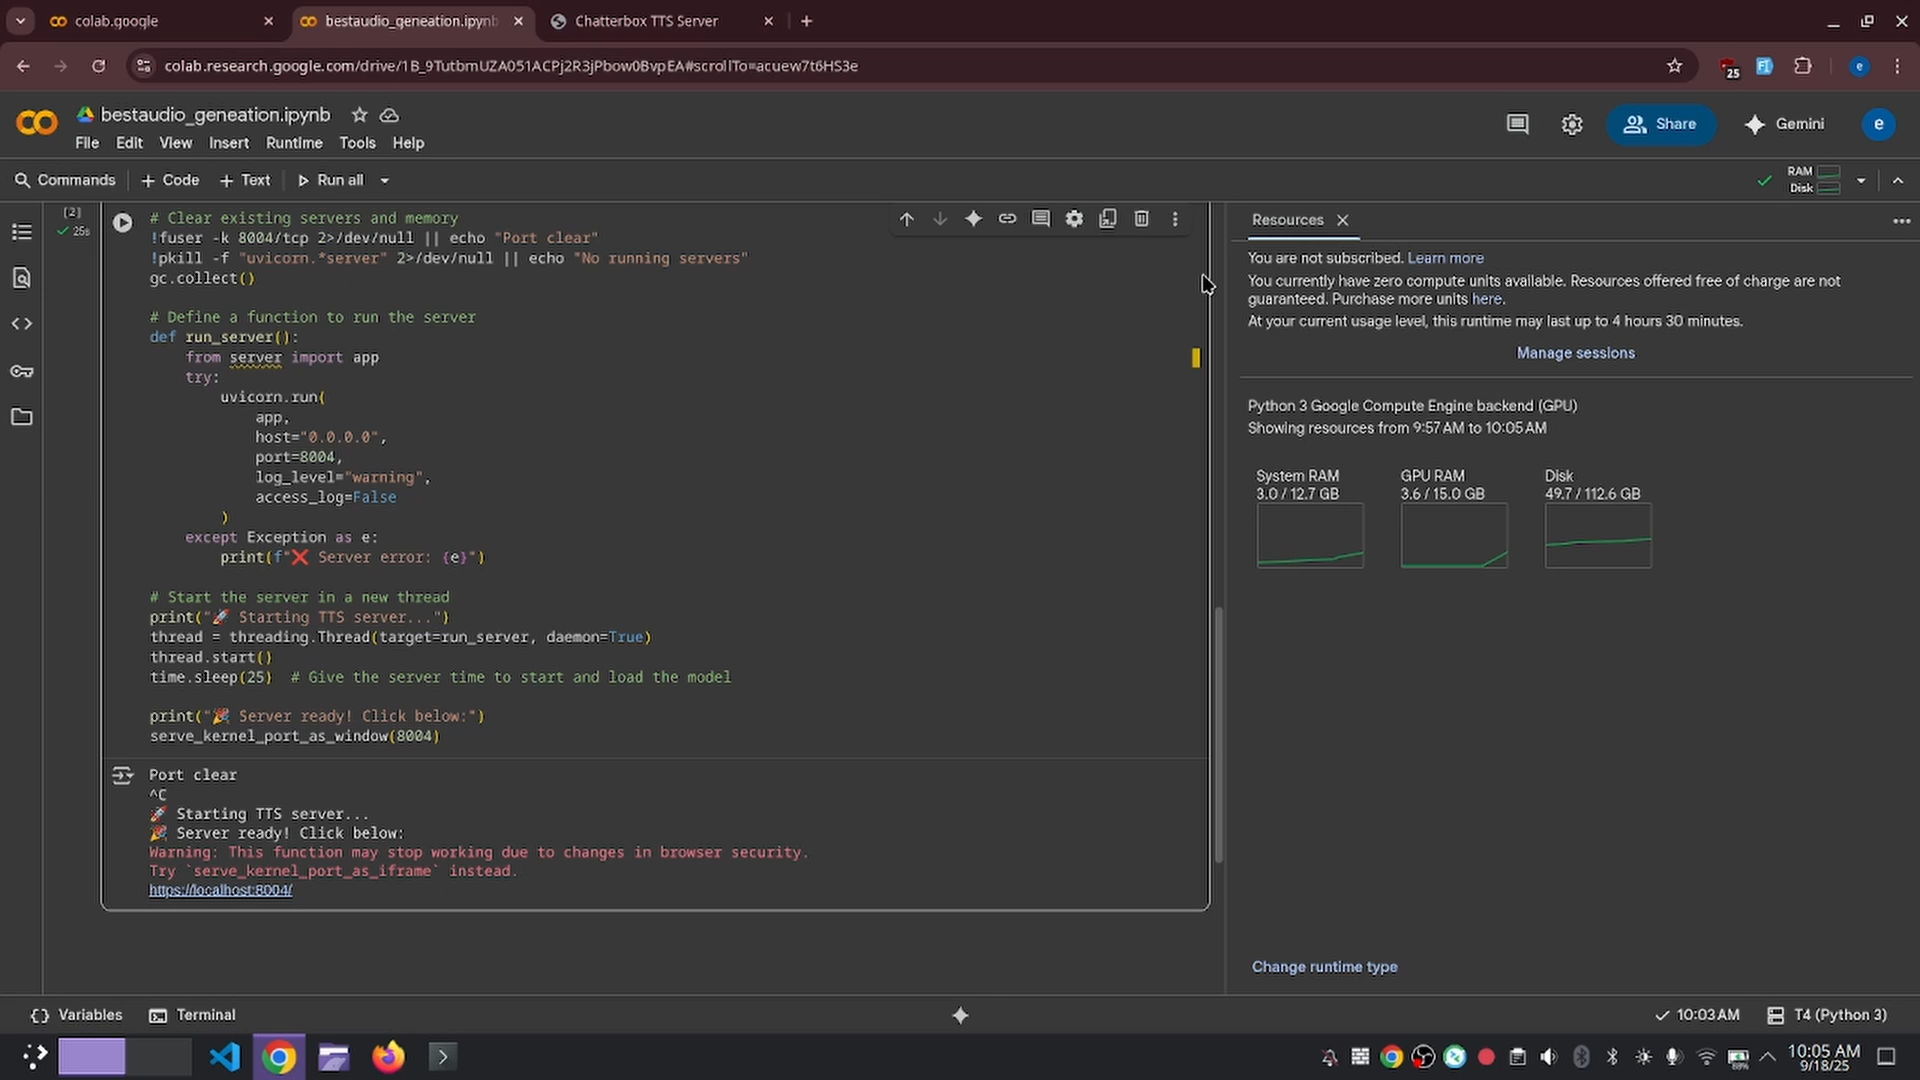 colab.google
bestaudio_geneation.ipynb
Chatterbox TTS Server
colab.research.google.com/drive/1B_9TutbmUZA051ACPj2R3jPbow0BvpEA#scrollTo=acuew7t6HS3e
25
e
bestaudio_geneation.ipynb
File Edit View Insert Runtime Tools Help
Share
Gemini
e
Commands + Code + Text Run all
RAM
Disk
[2]
25s
# Clear existing servers and memory
!fuser -k 8004/tcp 2>/dev/null || echo "Port clear"
!pkill -f "uvicorn.*server" 2>/dev/null || echo "No running servers"
gc.collect()
# Define a function to run the server
def run_server():
from server import app
try:
uvicorn.run(
app,
host="0.0.0.0",
port=8004,
log_level="warning",
access_log=False
)
except Exception as e:
print(f"❌ Server error: {e}")
# Start the server in a new thread
print("🚀 Starting TTS server...")
thread = threading.Thread(target=run_server, daemon=True)
thread.start()
time.sleep(25)  # Give the server time to start and load the model
print("🎉 Server ready! Click below:")
serve_kernel_port_as_window(8004)
Port clear
^C
🚀 Starting TTS server...
🎉 Server ready! Click below:
Warning: This function may stop working due to changes in browser security.
Try `serve_kernel_port_as_iframe` instead.
https://localhost:8004/
Resources
You are not subscribed. Learn more
You currently have zero compute units available. Resources offered free of charge are not
guaranteed. Purchase more units here.
At your current usage level, this runtime may last up to 4 hours 30 minutes.
Manage sessions
Python 3 Google Compute Engine backend (GPU)
Showing resources from 9:57 AM to 10:05 AM
System RAM
3.0 / 12.7 GB
GPU RAM
3.6 / 15.0 GB
Disk
49.7 / 112.6 GB
Change runtime type
Variables
Terminal
10:03 AM
T4 (Python 3)
88%
10:05 AM
9/18/25